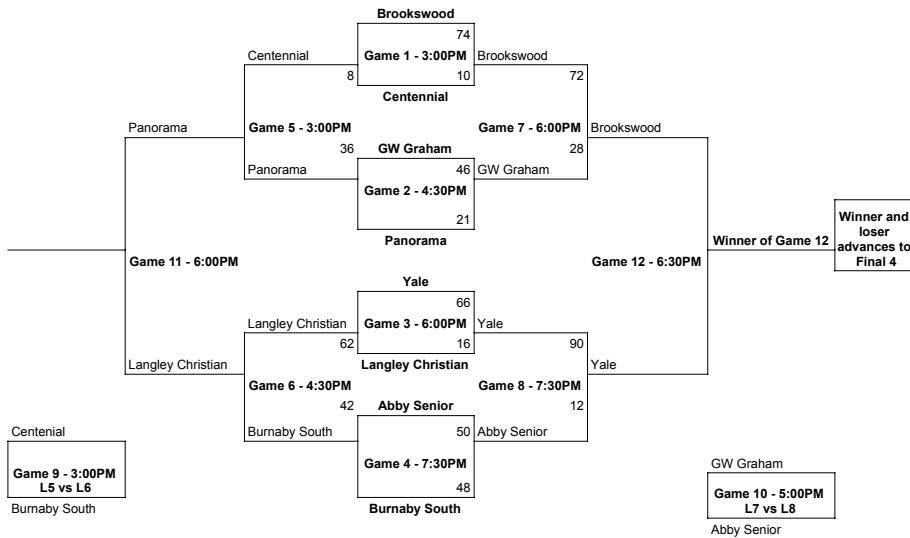 Brookswood
74
Centennial
Game 1 - 3:00PM
Brookswood
8
10
72
Centennial
Panorama
Game 5 - 3:00PM
Game 7 - 6:00PM
Brookswood
36
GW Graham
28
Panorama
46
GW Graham
Game 2 - 4:30PM
21
Winner and
loser
advances to
Final 4
Panorama
Winner of Game 12
Game 11 - 6:00PM
Game 12 - 6:30PM
Yale
66
Langley Christian
Game 3 - 6:00PM
Yale
62
16
90
Langley Christian
Langley Christian
Yale
Game 6 - 4:30PM
Game 8 - 7:30PM
42
Abby Senior
12
Centenial
Burnaby South
50
Abby Senior
Game 9 - 3:00PM
L5 vs L6
Game 4 - 7:30PM
GW Graham
48
Game 10 - 5:00PM
L7 vs L8
Burnaby South
Burnaby South
Abby Senior